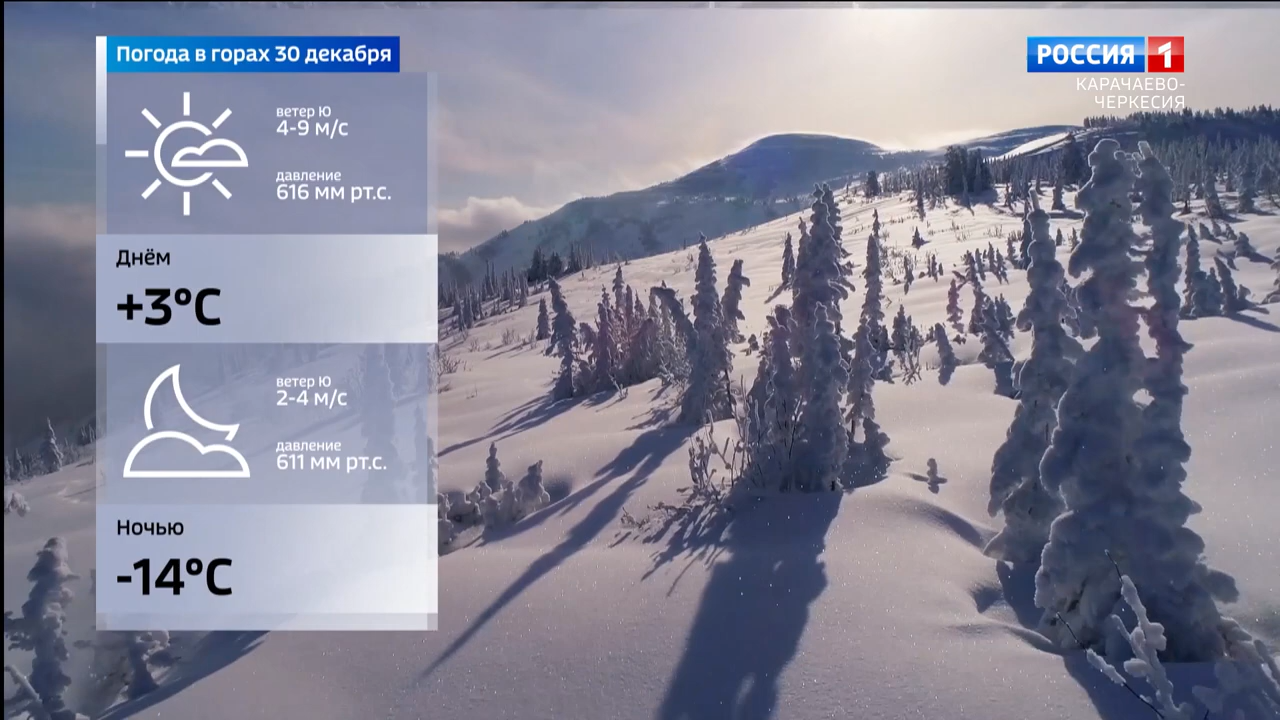 Погода в горах 30 декабря
ветер Ю
4-9 м/с
давление
616 мм рт.с.
Днём
+3°C
ветер Ю
2-4 м/с
давление
611 мм рт.с.
Ночью
-14°C
РОССИЯ 1
КАРАЧАЕВО-
ЧЕРКЕСИЯ